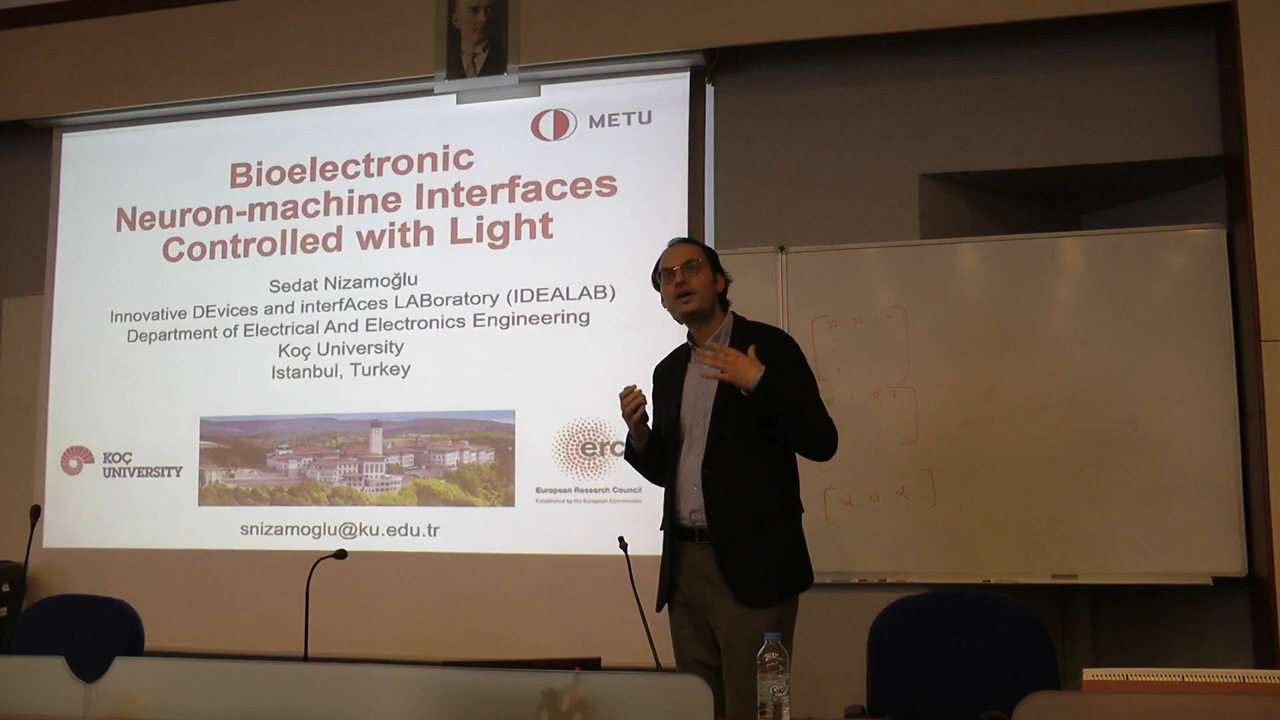 METU
Bioelectronic
Neuron-machine Interfaces
Controlled with Light
Sedat Nizamoğlu
Innovative DEvices and interfAces LABoratory (IDEALAB)
Department of Electrical And Electronics Engineering
Koç University
Istanbul, Turkey
KOÇ
UNIVERSITY
erc
European Research Council
Established by the European Commission
snizamoglu@ku.edu.tr